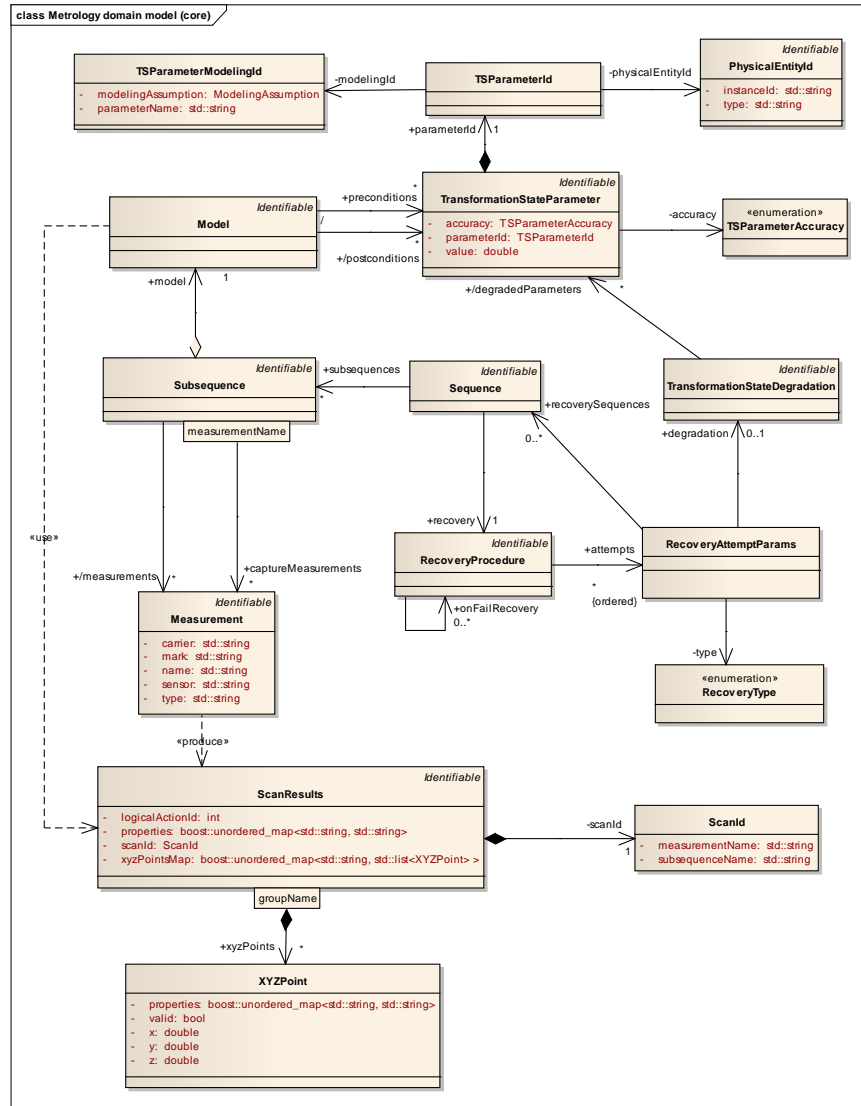 class Metrology domain model (core)
TSParameterModelingId
- modelingAssumption: ModelingAssumption
- parameterName: std::string
-modelingId
TSParameterId
-physicalEntityId
Identifiable
PhysicalEntityId
- instanceId: std::string
- type: std::string
+parameterId
1
Identifiable
Model
*
+preconditions
/
*
+/postconditions
Identifiable
TransformationStateParameter
- accuracy: TSParameterAccuracy
- parameterId: TSParameterId
- value: double
-accuracy
«enumeration»
TSParameterAccuracy
+model
1
+/degradedParameters
*
Identifiable
Subsequence
measurementName
+subsequences
*
Identifiable
Sequence
+recoverySequences
0..*
Identifiable
TransformationStateDegradation
+degradation
0..1
«use»
+recovery
1
Identifiable
RecoveryProcedure
+onFailRecovery
0..*
+attempts
*
{ordered}
RecoveryAttemptParams
+/measurements
*
+captureMeasurements
*
Identifiable
Measurement
- carrier: std::string
- mark: std::string
- name: std::string
- sensor: std::string
- type: std::string
-type
«enumeration»
RecoveryType
«produce»
Identifiable
ScanResults
- logicalActionId: int
- properties: boost::unordered_map<std::string, std::string>
- scanId: ScanId
- xyzPointsMap: boost::unordered_map<std::string, std::list<XYZPoint> >
groupName
-scanId
1
ScanId
- measurementName: std::string
- subsequenceName: std::string
+xyzPoints
*
XYZPoint
- properties: boost::unordered_map<std::string, std::string>
- valid: bool
- x: double
- y: double
- z: double